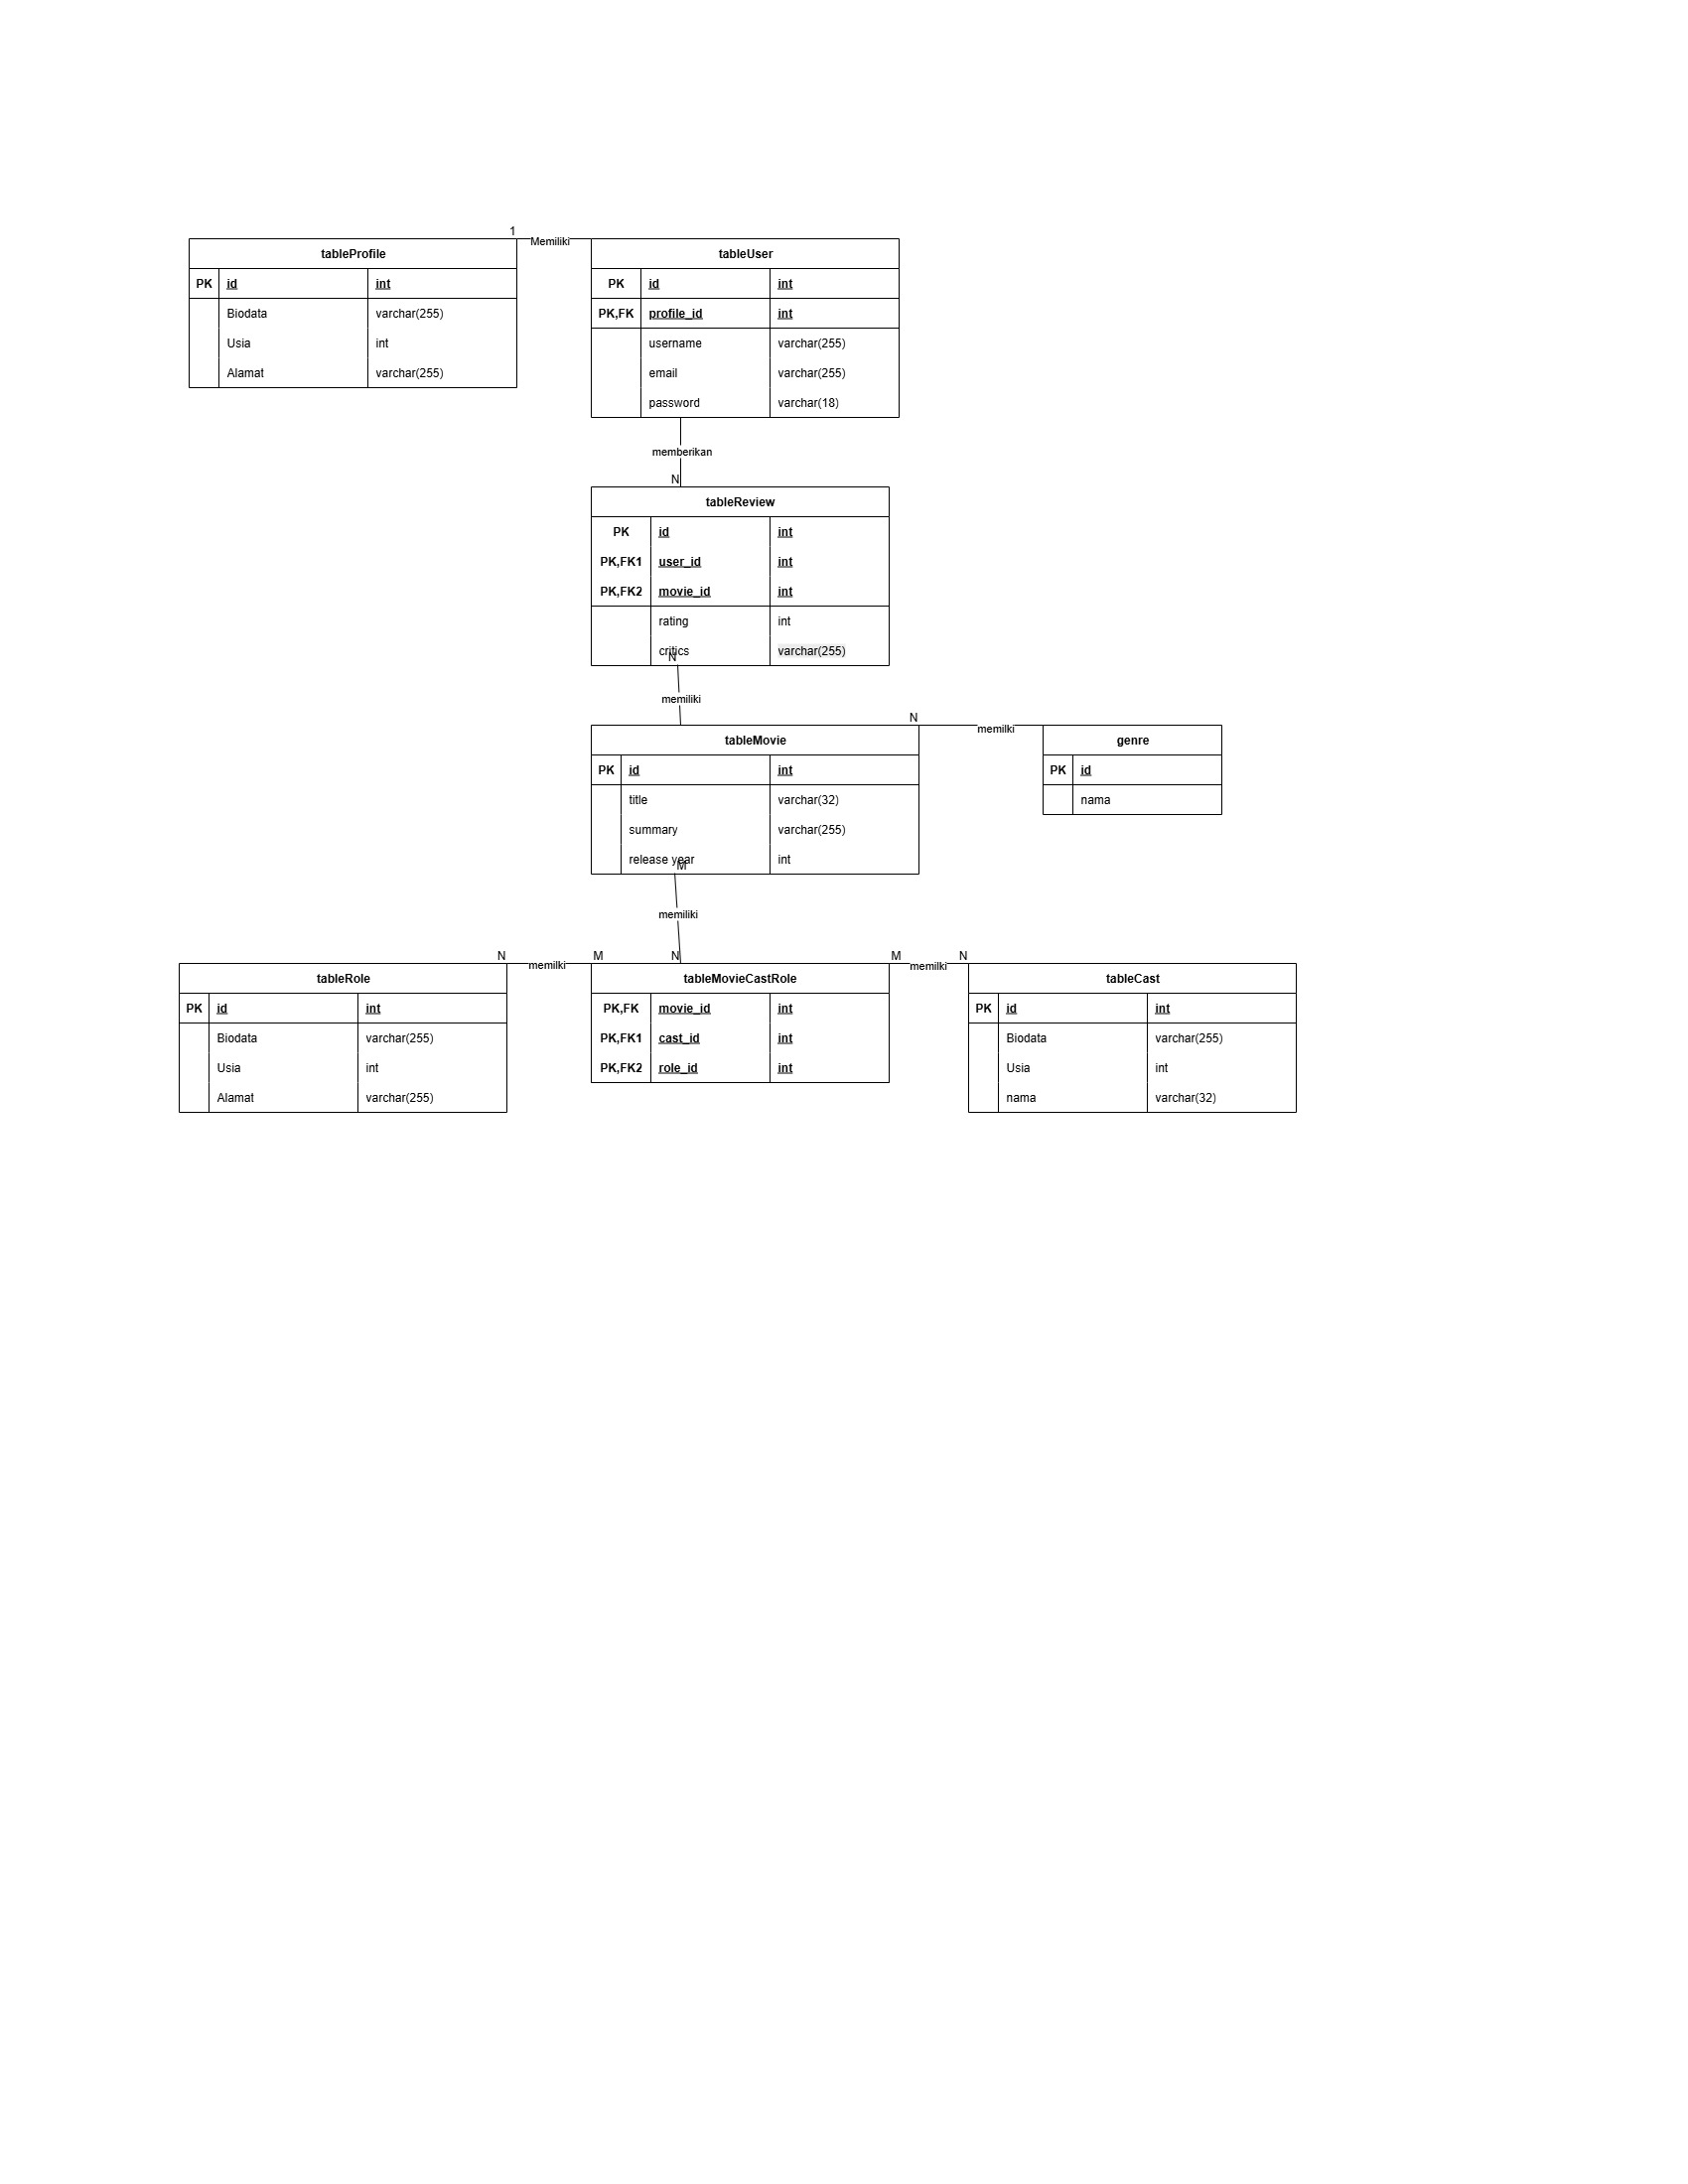 1
Memiliki
tableProfile
PK id int
Biodata varchar(255)
Usia int
Alamat varchar(255)
tableUser
PK id int
PK,FK profile_id int
username varchar(255)
email varchar(255)
password varchar(18)
memberikan
N
tableReview
PK id int
PK,FK1 user_id int
PK,FK2 movie_id int
rating int
critics varchar(255)
N
memiliki
N
memilki
tableMovie
PK id int
title varchar(32)
summary varchar(255)
release year int
genre
PK id
nama
M
memiliki
N
memilki
M
N
M
memilki
N
tableRole
PK id int
Biodata varchar(255)
Usia int
Alamat varchar(255)
tableMovieCastRole
PK,FK movie_id int
PK,FK1 cast_id int
PK,FK2 role_id int
tableCast
PK id int
Biodata varchar(255)
Usia int
nama varchar(32)